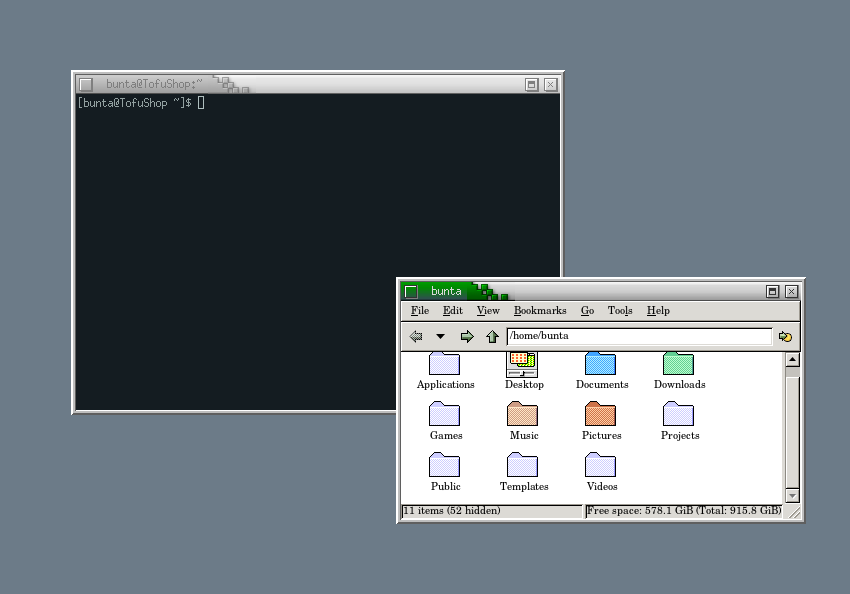 bunta@TofuShop:~
[bunta@TofuShop ~]$
bunta
File Edit View Bookmarks Go Tools Help
/home/bunta
Applications Desktop Documents Downloads
Games Music Pictures Projects
Public Templates Videos
11 items (52 hidden) Free space: 578.1 GiB (Total: 915.8 GiB)